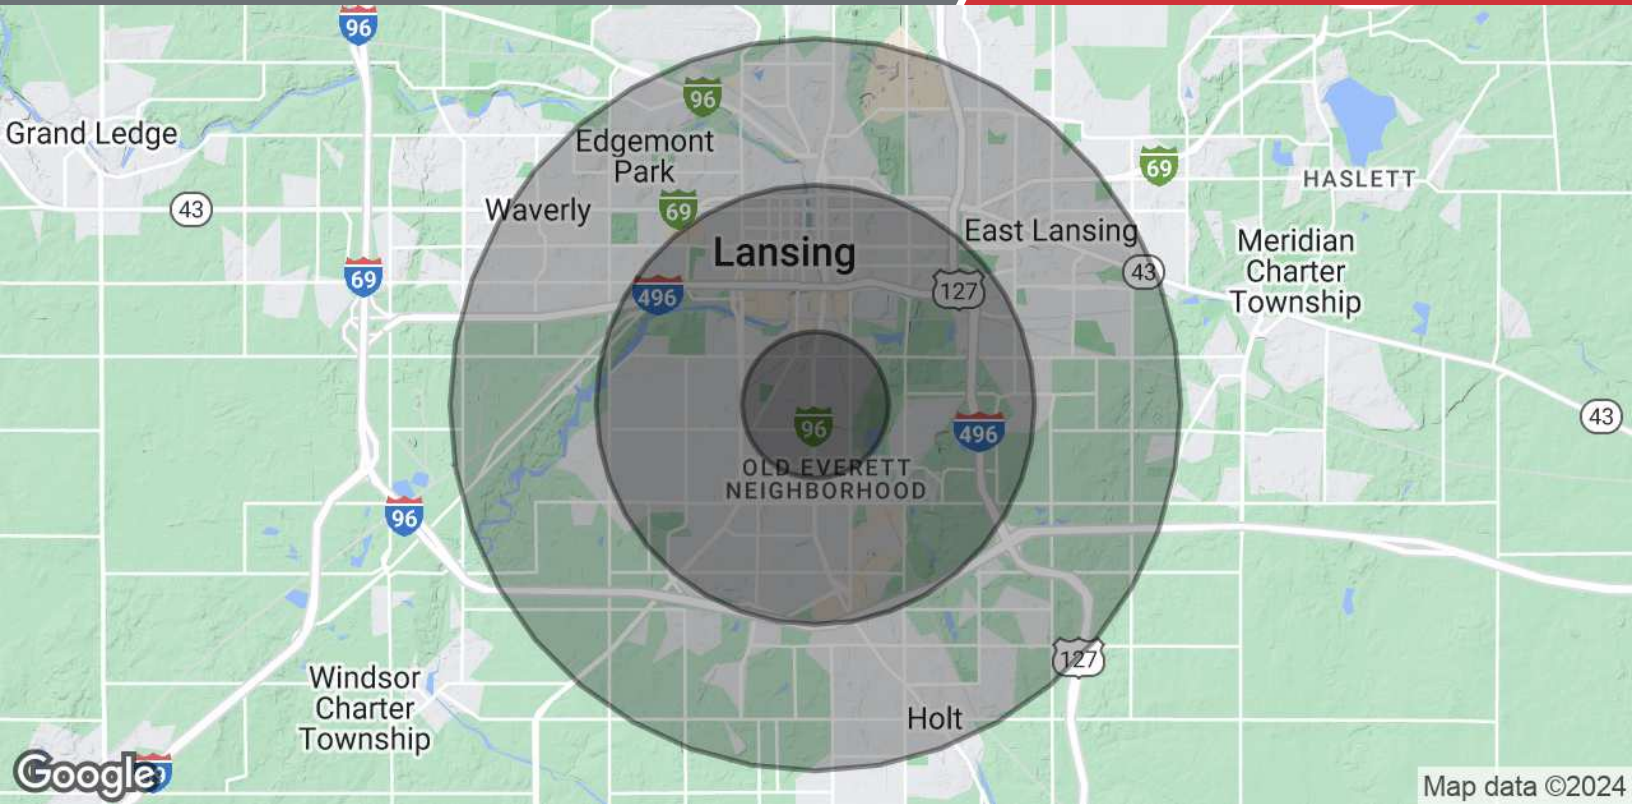 96
96
Grand Ledge
Edgemont
Park
69
HASLETT
43
Waverly
69
East Lansing
Meridian
Charter
Township
Lansing
69
43
496
127
43
96
496
OLD EVERETT
NEIGHBORHOOD
96
127
Windsor
Charter
Township
Holt
Google
Map data ©2024